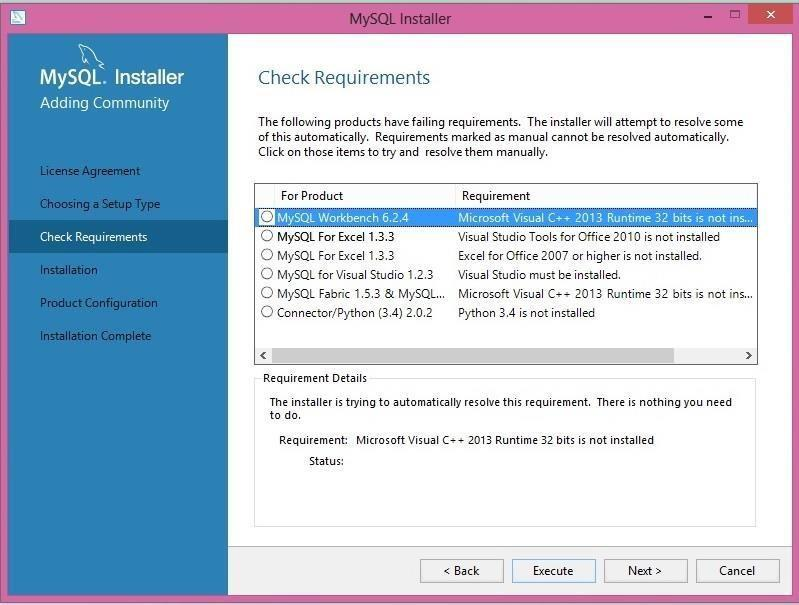 MySQL Installer
MySQL. Installer
Adding Community
License Agreement
Choosing a Setup Type
Check Requirements
Installation
Product Configuration
Installation Complete
Check Requirements
The following products have failing requirements. The installer will attempt to resolve some
of this automatically. Requirements marked as manual cannot be resolved automatically.
Click on those items to try and resolve them manually.
For Product Requirement
MySQL Workbench 6.2.4 Microsoft Visual C++ 2013 Runtime 32 bits is not ins...
MySQL For Excel 1.3.3 Visual Studio Tools for Office 2010 is not installed
MySQL For Excel 1.3.3 Excel for Office 2007 or higher is not installed.
MySQL for Visual Studio 1.2.3 Visual Studio must be installed.
MySQL Fabric 1.5.3 & MySQL... Microsoft Visual C++ 2013 Runtime 32 bits is not ins...
Connector/Python (3.4) 2.0.2 Python 3.4 is not installed
Requirement Details
The installer is trying to automatically resolve this requirement. There is nothing you need
to do.
Requirement: Microsoft Visual C++ 2013 Runtime 32 bits is not installed
Status:
< Back Execute Next > Cancel